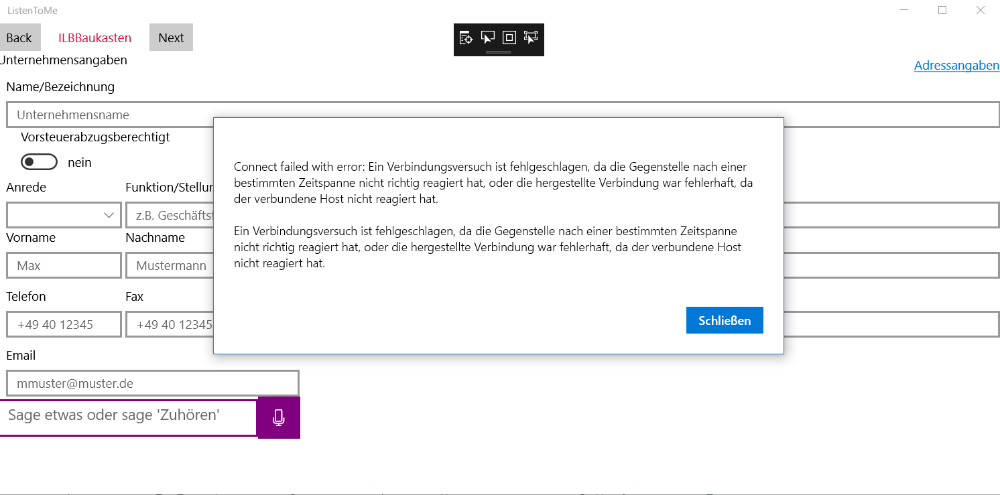 ListenToMe
Back
ILBBaukasten
Next
Unternehmensangaben
Adressangaben
Name/Bezeichnung
Unternehmensname
Vorsteuerabzugsberechtigt
nein
Anrede
Funktion/Stellun
z.B. Geschäftsf
Vorname
Nachname
Max
Mustermann
Telefon
Fax
+49 40 12345
+49 40 12345
Email
mmuster@muster.de
Sage etwas oder sage 'Zuhören'
Connect failed with error: Ein Verbindungsversuch ist fehlgeschlagen, da die Gegenstelle nach einer
bestimmten Zeitspanne nicht richtig reagiert hat, oder die hergestellte Verbindung war fehlerhaft, da
der verbundene Host nicht reagiert hat.
Ein Verbindungsversuch ist fehlgeschlagen, da die Gegenstelle nach einer bestimmten Zeitspanne
nicht richtig reagiert hat, oder die hergestellte Verbindung war fehlerhaft, da der verbundene Host
nicht reagiert hat.
Schließen